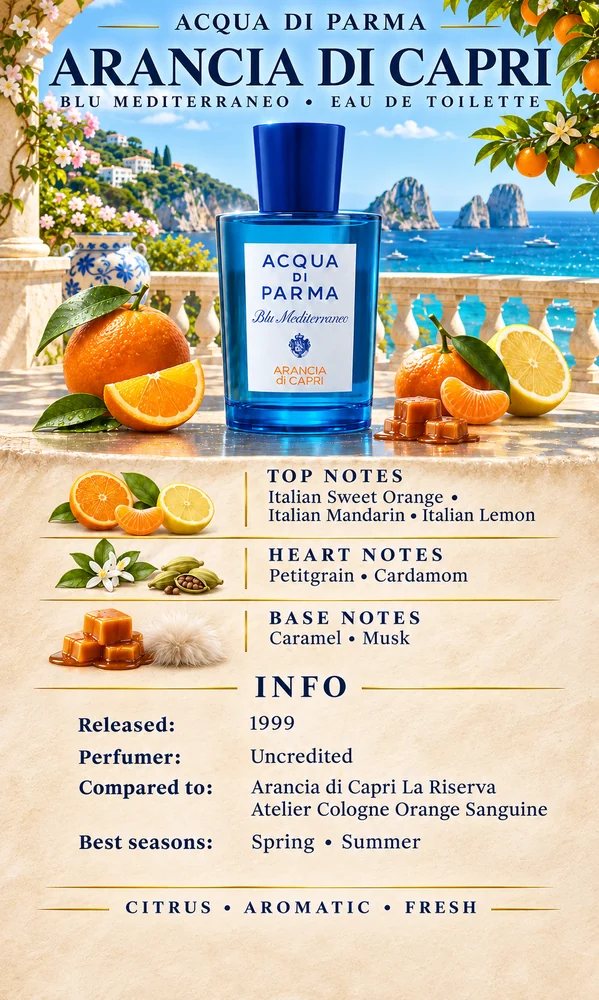 ACQUA DI PARMA
ARANCIA DI CAPRI
BLU MEDITERRANEO • EAU DE TOILETTE
ACQUA
DI
PARMA
Blu Mediterraneo
ARANCIA
di CAPRI
TOP NOTES
Italian Sweet Orange •
Italian Mandarin • Italian Lemon
HEART NOTES
Petitgrain • Cardamom
BASE NOTES
Caramel • Musk
INFO
Released: 1999
Perfumer: Uncredited
Compared to: Arancia di Capri La Riserva
Atelier Cologne Orange Sanguine
Best seasons: Spring • Summer
CITRUS • AROMATIC • FRESH